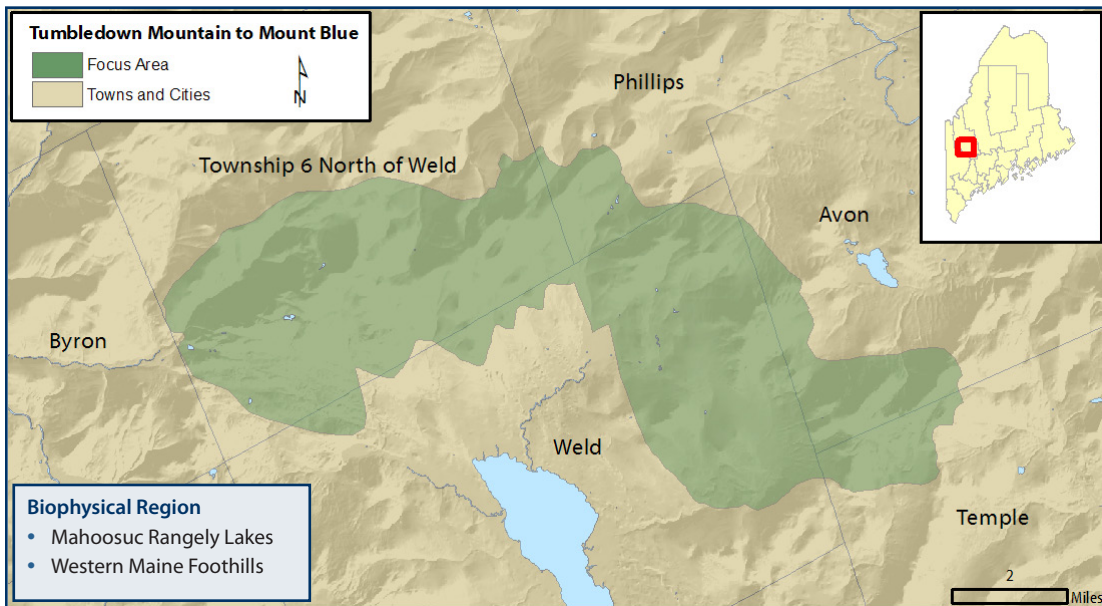 Tumbledown Mountain to Mount Blue
Focus Area
Towns and Cities
N
Phillips
Township 6 North of Weld
Avon
Byron
Weld
Temple
Biophysical Region
• Mahoosuc Rangely Lakes
• Western Maine Foothills
2
Miles